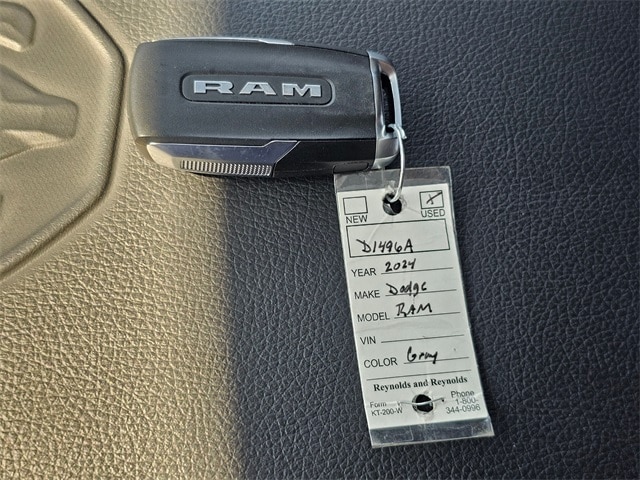 RAM
NEW USED
D1496A
YEAR 2024
MAKE Dodge
MODEL RAM
VIN
COLOR Gray
Reynolds and Reynolds
Form
KT-200-W
Phone
1-800-
344-0996